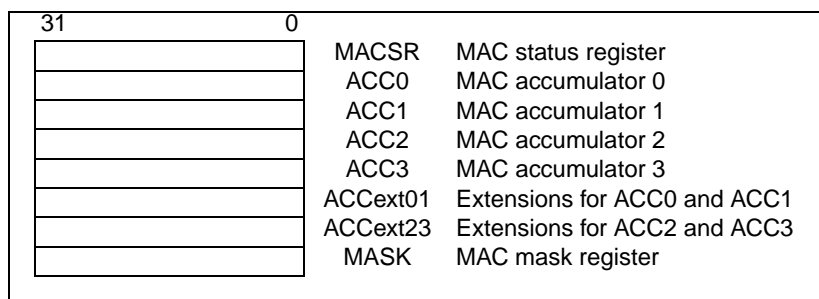 31 0
MACSR MAC status register
ACC0 MAC accumulator 0
ACC1 MAC accumulator 1
ACC2 MAC accumulator 2
ACC3 MAC accumulator 3
ACCext01 Extensions for ACC0 and ACC1
ACCext23 Extensions for ACC2 and ACC3
MASK MAC mask register